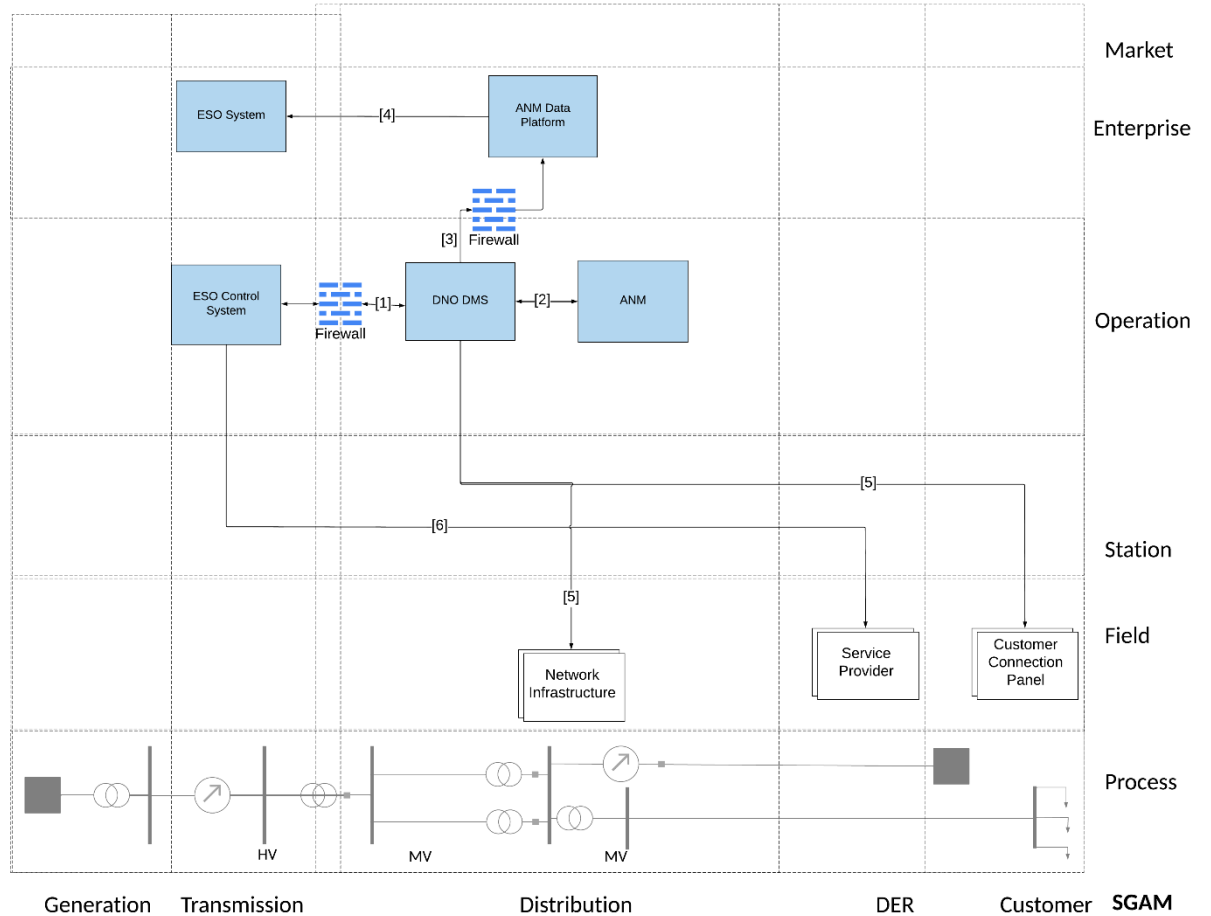 Market
ESO System
[4]
ANM Data
Platform
Enterprise
[3]
Firewall
ESO Control
System
Firewall
[1]
DNO DMS
[2]
ANM
Operation
[5]
[6]
Station
[5]
Field
Network
Infrastructure
Service
Provider
Customer
Connection
Panel
Process
HV
MV
MV
Generation
Transmission
Distribution
DER
Customer
SGAM